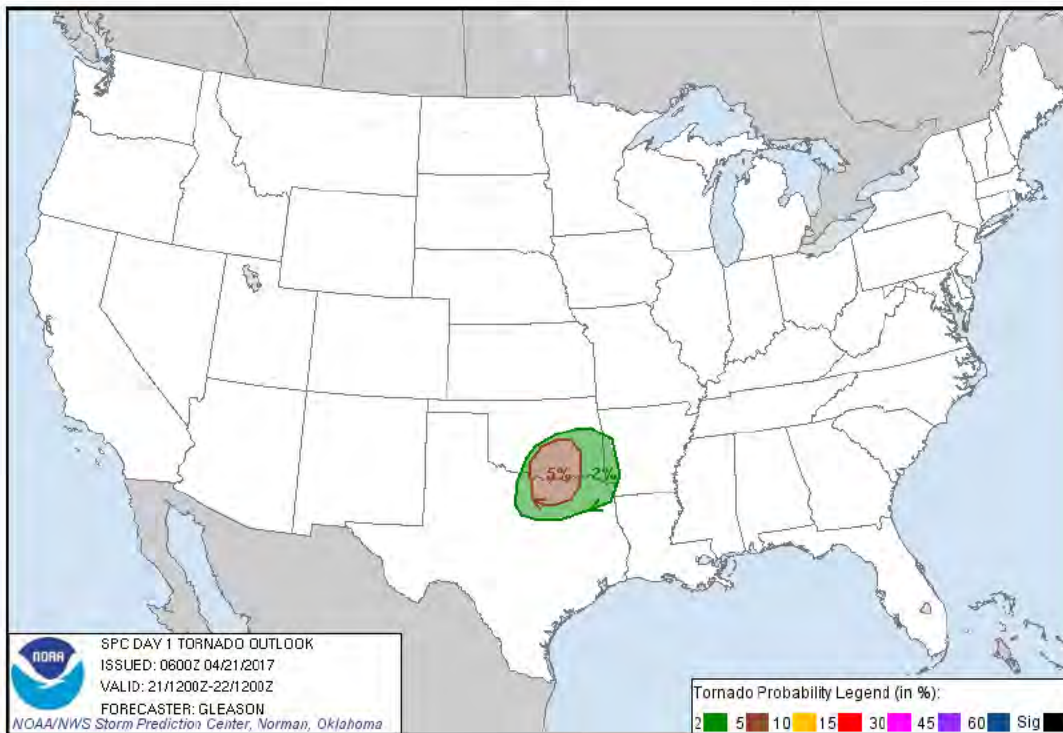 5% 2%
NOAA
SPC DAY 1 TORNADO OUTLOOK
ISSUED: 0600Z 04/21/2017
VALID: 21/1200Z-22/1200Z
FORECASTER: GLEASON
NOAA/NWS Storm Prediction Center, Norman, Oklahoma
Tornado Probability Legend (in %):
2 5 10 15 30 45 60 Sig